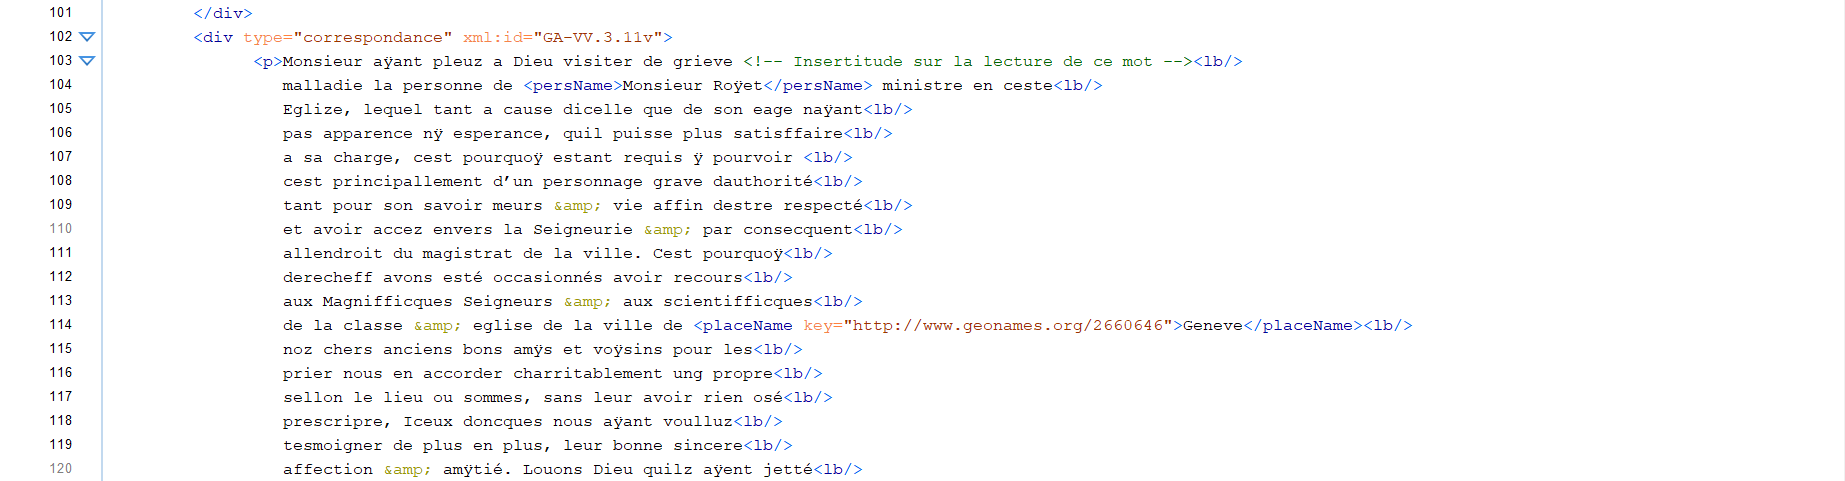 101 </div>
102 <div type="correspondance" xml:id="GA-VV.3.11v">
103 <p>Monsieur aÿant pleuz a Dieu visiter de grieve <!-- Insertitude sur la lecture de ce mot --><lb/>
104 malladie la personne de <persName>Monsieur Roÿet</persName> ministre en ceste<lb/>
105 Eglize, lequel tant a cause dicelle que de son eage naÿant<lb/>
106 pas apparence nÿ esperance, quil puisse plus satisffaire<lb/>
107 a sa charge, cest pourquoÿ estant requis ÿ pourvoir <lb/>
108 cest principallement d’un personnage grave dauthorité<lb/>
109 tant pour son savoir meurs &amp; vie affin destre respecté<lb/>
110 et avoir accez envers la Seigneurie &amp; par consecquent<lb/>
111 allendroit du magistrat de la ville. Cest pourquoÿ<lb/>
112 derecheff avons esté occasionnés avoir recours<lb/>
113 aux Magnifficques Seigneurs &amp; aux scientifficques<lb/>
114 de la classe &amp; eglise de la ville de <placeName key="http://www.geonames.org/2660646">Geneve</placeName><lb/>
115 noz chers anciens bons amÿs et voÿsins pour les<lb/>
116 prier nous en accorder charritablement ung propre<lb/>
117 sellon le lieu ou sommes, sans leur avoir rien osé<lb/>
118 prescripre, Iceux doncques nous aÿant voulluz<lb/>
119 tesmoigner de plus en plus, leur bonne sincere<lb/>
120 affection &amp; amÿtié. Louons Dieu quilz aÿent jetté<lb/>